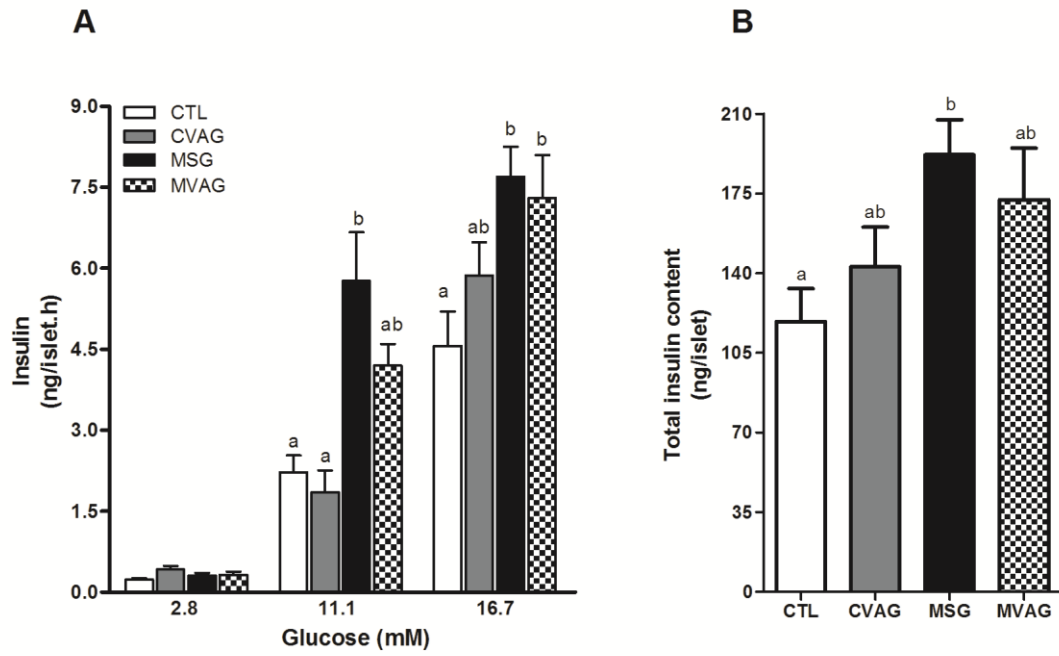 A
B
CTL
CVAG
MSG
MVAG
Insulin
(ng/islet.h)
9.0
7.5
6.0
4.5
3.0
1.5
0.0
a
a
b
ab
a
ab
b
b
2.8
11.1
16.7
Glucose (mM)
Total insulin content
(ng/islet)
210
175
140
105
70
35
0
a
ab
b
ab
CTL
CVAG
MSG
MVAG